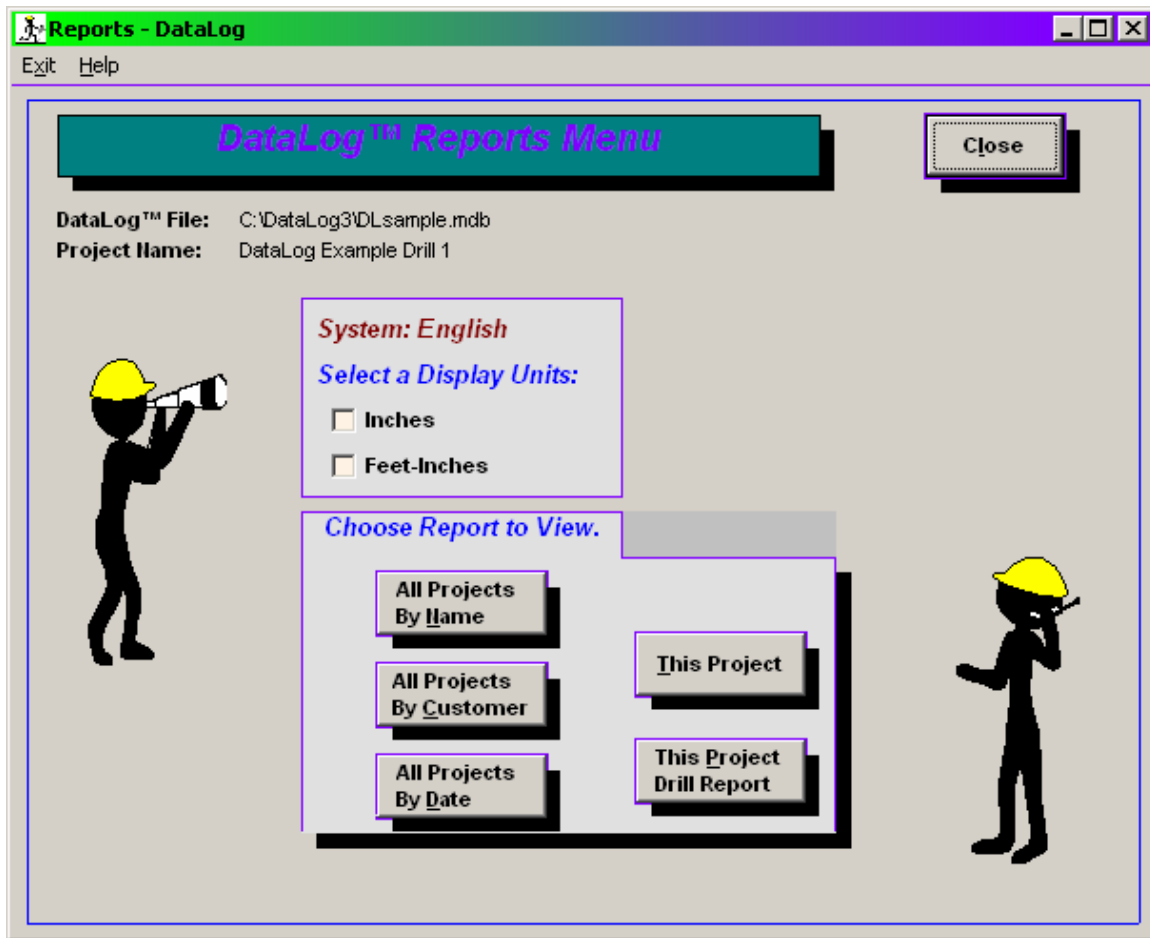 Reports - DataLog
Exit Help
DataLog™ Reports Menu
Close
DataLog™ File: C:\DataLog3\DLsample.mdb
Project Name: DataLog Example Drill 1
System: English
Select a Display Units:
Inches
Feet-Inches
Choose Report to View.
All Projects
By Name
All Projects
By Customer
All Projects
By Date
This Project
This Project
Drill Report